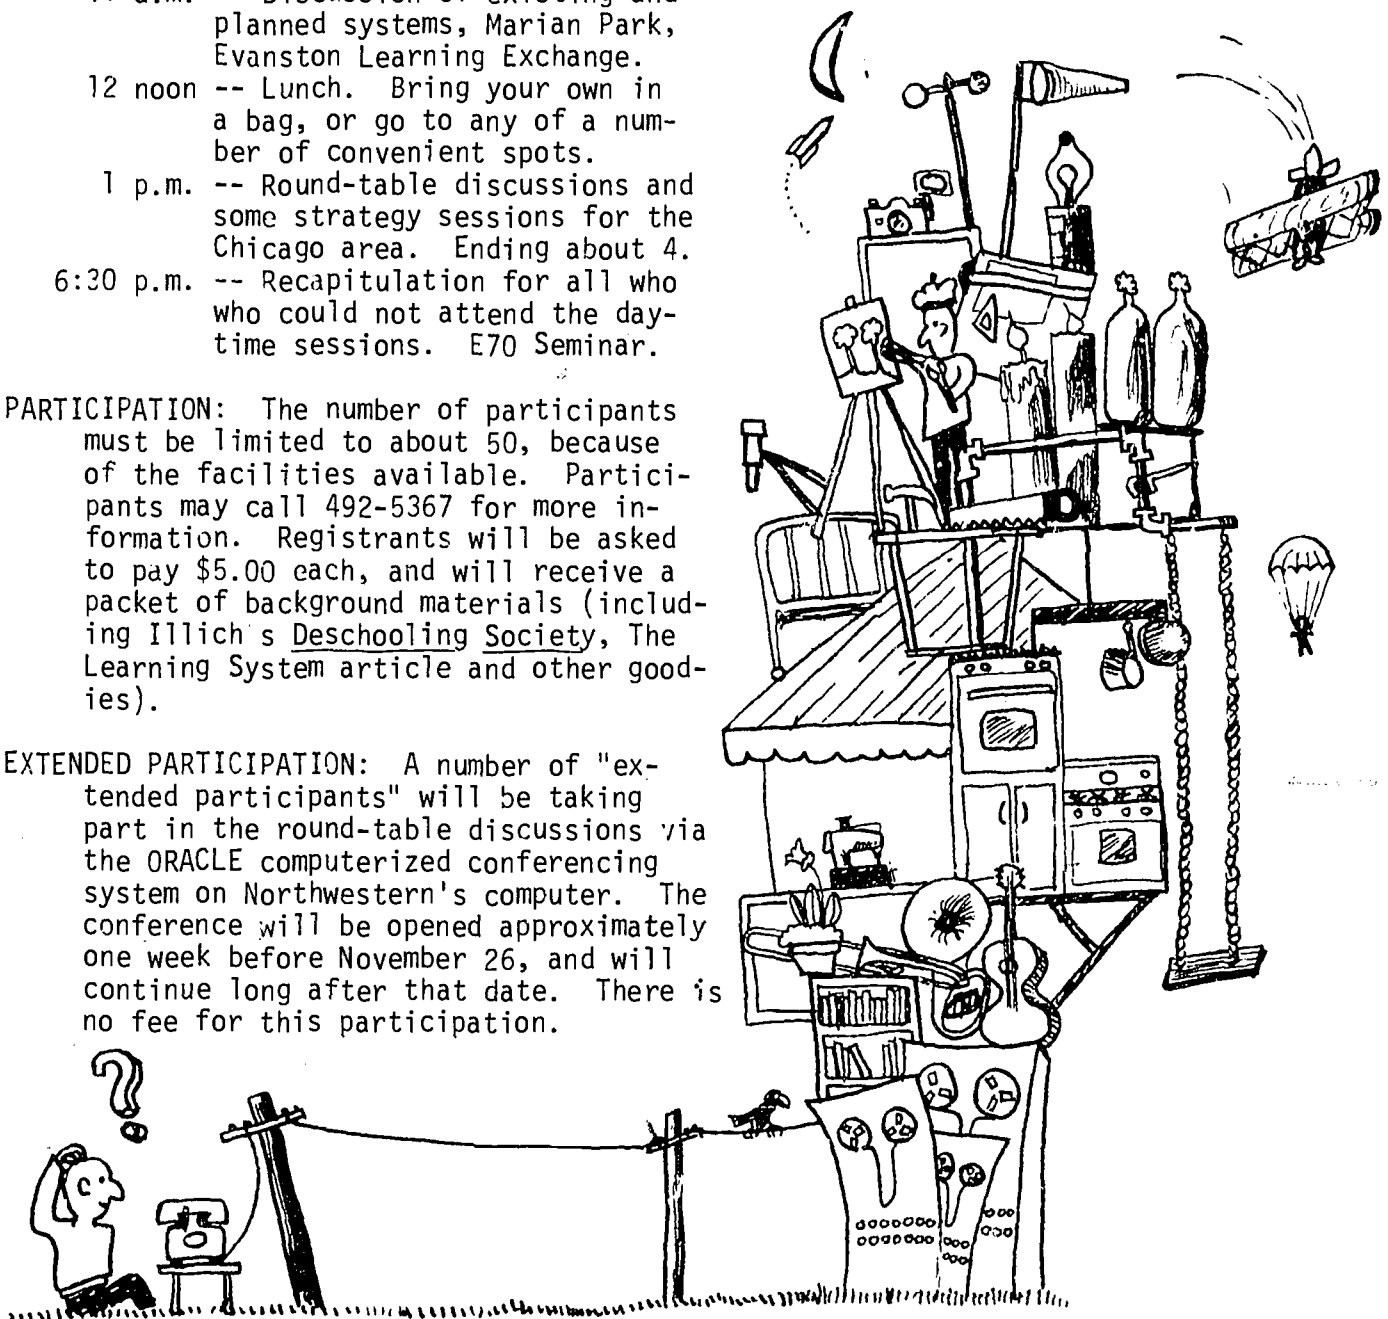 a.m. -- Discussion of existing and
planned systems, Marian Park,
Evanston Learning Exchange.
12 noon -- Lunch. Bring your own in
a bag, or go to any of a num-
ber of convenient spots.
1 p.m. -- Round-table discussions and
some strategy sessions for the
Chicago area. Ending about 4.
6:30 p.m. -- Recapitulation for all who
who could not attend the day-
time sessions. E70 Seminar.
PARTICIPATION: The number of participants
must be limited to about 50, because
of the facilities available. Partici-
pants may call 492-5367 for more in-
formation. Registrants will be asked
to pay $5.00 each, and will receive a
packet of background materials (includ-
ing Illich's Deschooling Society, The
Learning System article and other good-
ies).
EXTENDED PARTICIPATION: A number of "ex-
tended participants" will be taking
part in the round-table discussions via
the ORACLE computerized conferencing
system on Northwestern's computer. The
conference will be opened approximately
one week before November 26, and will
continue long after that date. There is
no fee for this participation.
?